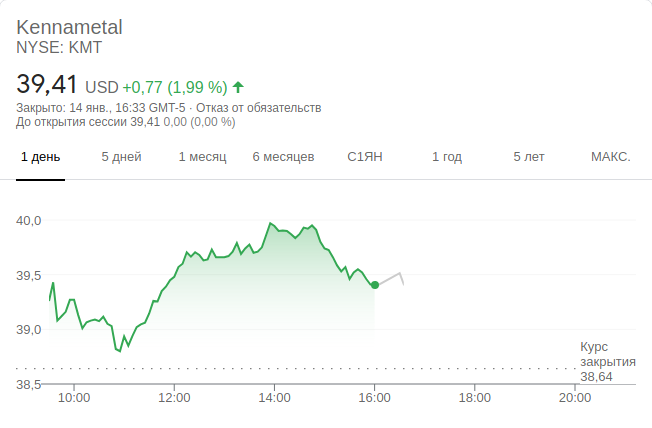 Kennametal
NYSE: KMT
39,41 USD +0,77 (1,99 %)
Закрыто: 14 янв., 16:33 GMT-5 · Отказ от обязательств
До открытия сессии 39,41 0,00 (0,00 %)
1 день 5 дней 1 месяц 6 месяцев С1ЯН 1 год 5 лет МАКС.
40,0
39,5
39,0
Курс
закрытия
38,64
38,5
10:00 12:00 14:00 16:00 18:00 20:00